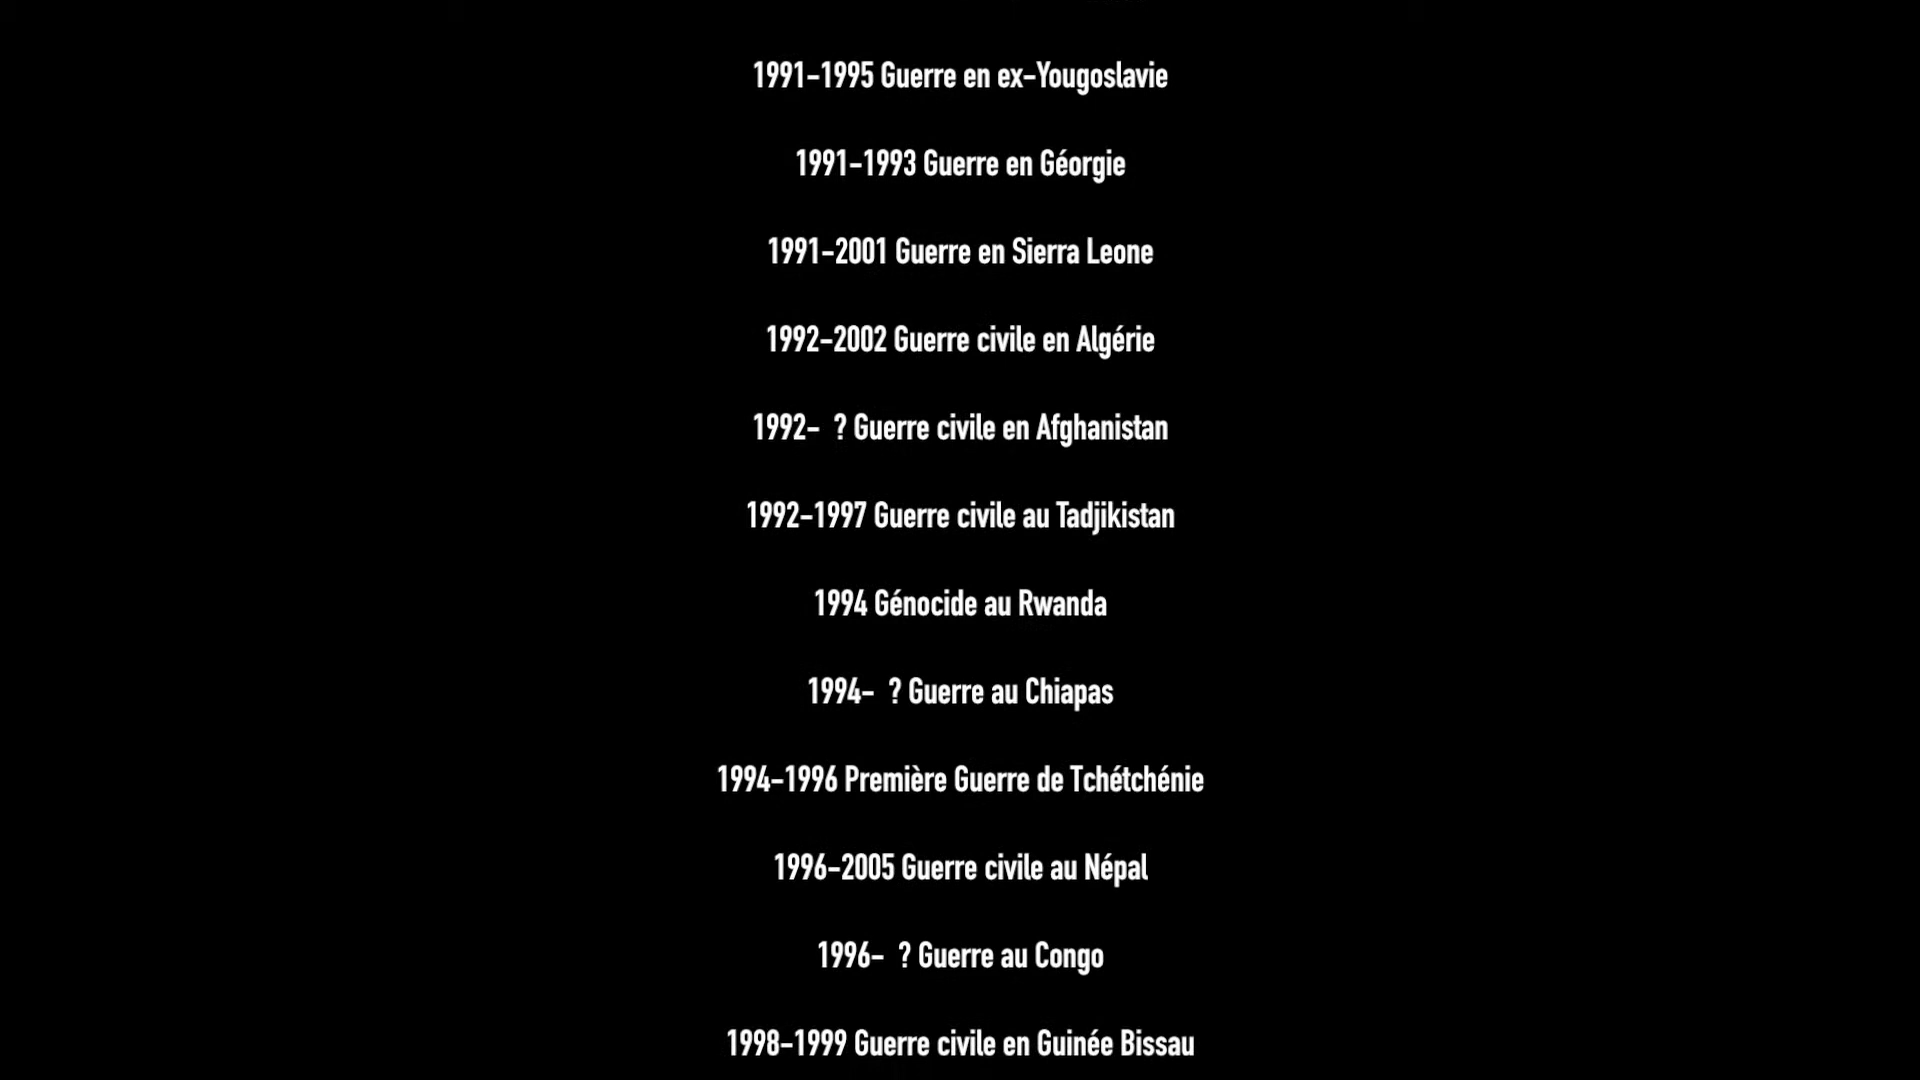 1991-1995 Guerre en ex-Yougoslavie
1991-1993 Guerre en Géorgie
1991-2001 Guerre en Sierra Leone
1992-2002 Guerre civile en Algérie
1992-  ? Guerre civile en Afghanistan
1992-1997 Guerre civile au Tadjikistan
1994 Génocide au Rwanda
1994-  ? Guerre au Chiapas
1994-1996 Première Guerre de Tchétchénie
1996-2005 Guerre civile au Népal
1996-  ? Guerre au Congo
1998-1999 Guerre civile en Guinée Bissau